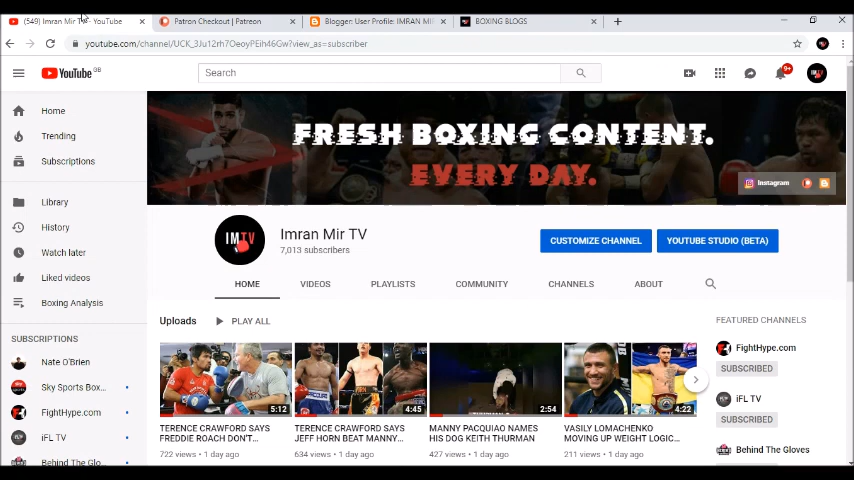 (549) Imran Mir TV - YouTube
Patron Checkout | Patreon
Blogger: User Profile: IMRAN MI
BOXING BLOGS
youtube.com/channel/UCK_3Ju12rh7OeoyPEih46Gw?view_as=subscriber
YouTube GB
Search
9+
Home
Trending
Subscriptions
Library
History
Watch later
Liked videos
Boxing Analysis
SUBSCRIPTIONS
Nate O'Brien
Sky Sports Box...
FightHype.com
iFL TV
Behind The Glo...
FRESH BOXING CONTENT.
EVERY DAY.
Instagram
IMTV
Imran Mir TV
7,013 subscribers
CUSTOMIZE CHANNEL
YOUTUBE STUDIO (BETA)
HOME
VIDEOS
PLAYLISTS
COMMUNITY
CHANNELS
ABOUT
Uploads
PLAY ALL
5:12
TERENCE CRAWFORD SAYS
FREDDIE ROACH DON'T...
722 views • 1 day ago
4:45
TERENCE CRAWFORD SAYS
JEFF HORN BEAT MANNY...
634 views • 1 day ago
2:54
MANNY PACQUIAO NAMES
HIS DOG KEITH THURMAN
427 views • 1 day ago
4:22
VASILY LOMACHENKO
MOVING UP WEIGHT LOGIC...
211 views • 1 day ago
FEATURED CHANNELS
FightHype.com
SUBSCRIBED
iFL TV
SUBSCRIBED
Behind The Gloves